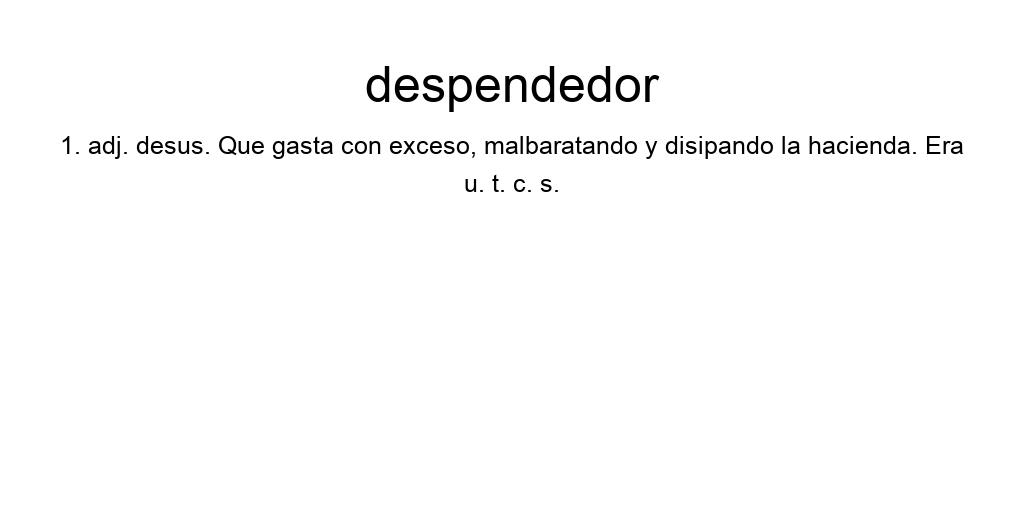 despendedor
1. adj. desus. Que gasta con exceso, malbaratando y disipando la hacienda. Era
u. t. c. s.